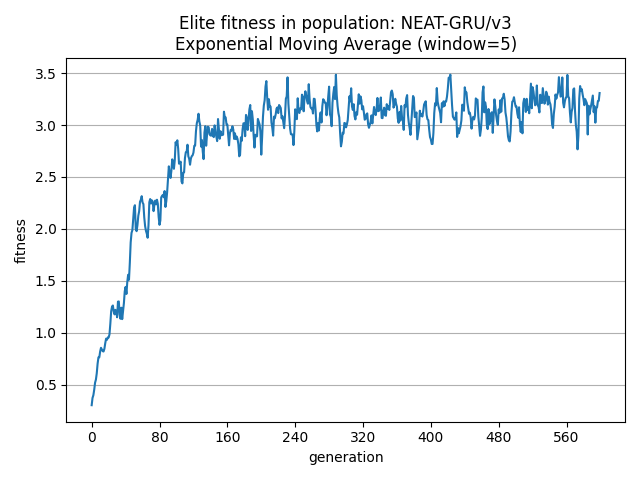 Elite fitness in population: NEAT-GRU/v3
Exponential Moving Average (window=5)
3.5
3.0
2.5
2.0
1.5
1.0
0.5
fitness
0 80 160 240 320 400 480 560
generation